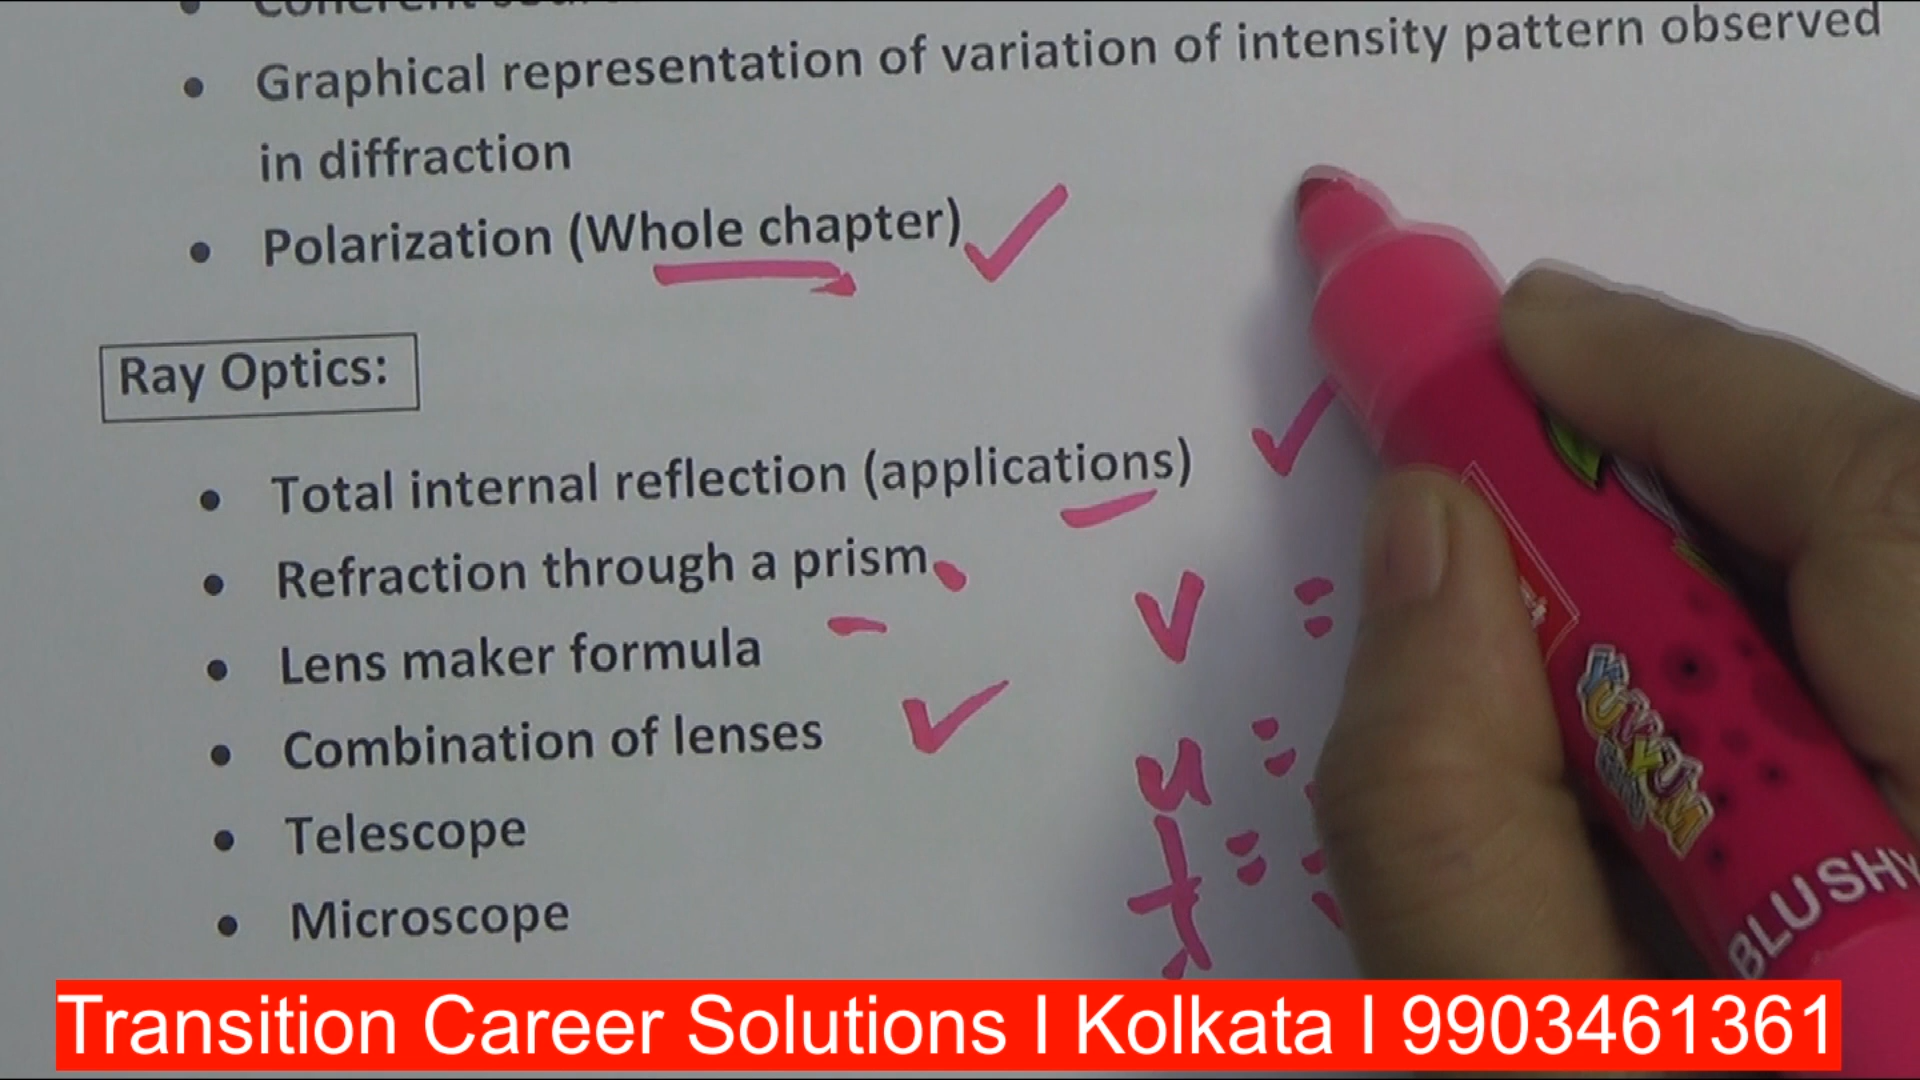 Coherent
• Graphical representation of variation of intensity pattern observed
in diffraction
• Polarization (Whole chapter)
Ray Optics:
• Total internal reflection (applications)
• Refraction through a prism
• Lens maker formula
• Combination of lenses
• Telescope
• Microscope
v =
u =
f =
BLUSHY
Transition Career Solutions I Kolkata I 9903461361